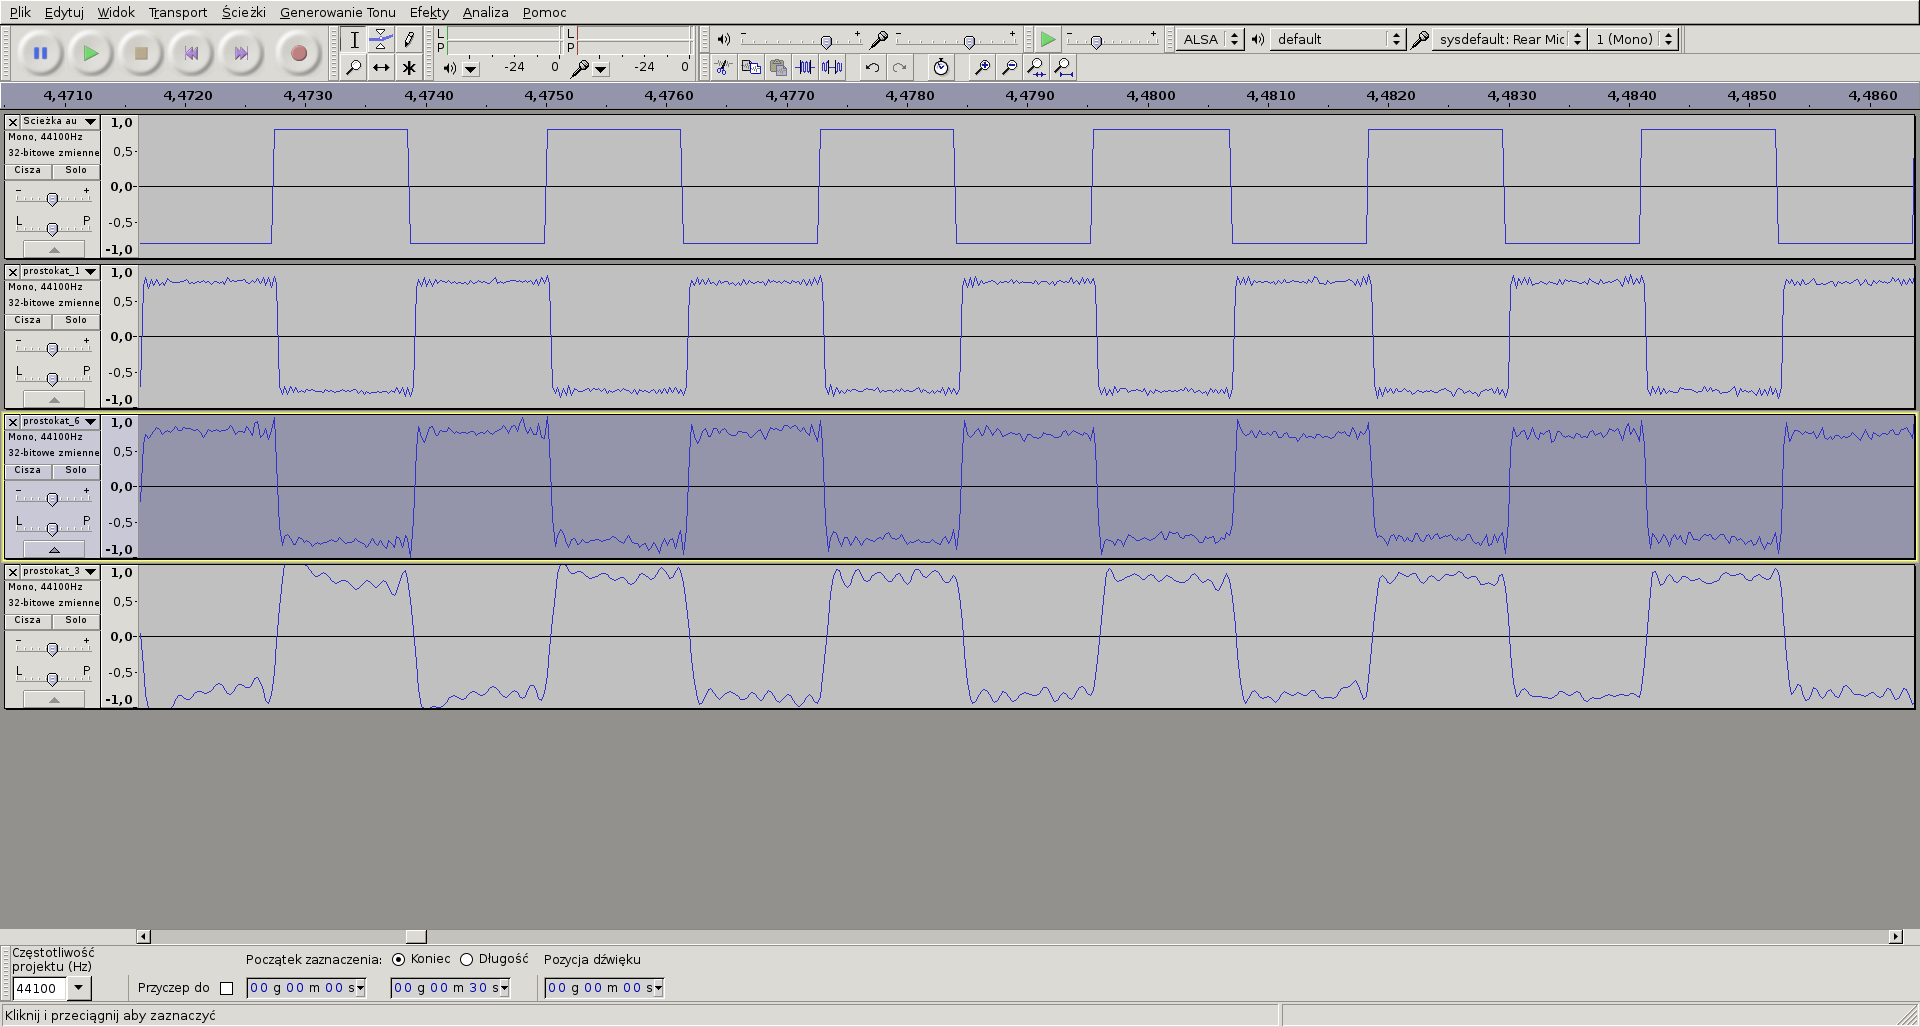 Plik Edytuj Widok Transport Ścieżki Generowanie Tonu Efekty Analiza Pomoc
L
P
-24 0
L
P
-24 0
- +
- +
- +
ALSA
default
sysdefault: Rear Mic
1 (Mono)
4,4710 4,4720 4,4730 4,4740 4,4750 4,4760 4,4770 4,4780 4,4790 4,4800 4,4810 4,4820 4,4830 4,4840 4,4850 4,4860
X Scieżka au
Mono, 44100Hz
32-bitowe zmienne
Cisza Solo
- +
L P
1,0
0,5-
0,0-
-0,5-
-1,0
X prostokat_1
Mono, 44100Hz
32-bitowe zmienne
Cisza Solo
- +
L P
1,0
0,5-
0,0-
-0,5-
-1,0
X prostokat_6
Mono, 44100Hz
32-bitowe zmienne
Cisza Solo
- +
L P
1,0
0,5-
0,0-
-0,5-
-1,0
X prostokat_3
Mono, 44100Hz
32-bitowe zmienne
Cisza Solo
- +
L P
1,0
0,5-
0,0-
-0,5-
-1,0
Częstotliwość
projektu (Hz)
44100
Przyczep do
Początek zaznaczenia:
Koniec
Długość
Pozycja dźwięku
00 g 00 m 00 s
00 g 00 m 30 s
00 g 00 m 00 s
Kliknij i przeciągnij aby zaznaczyć